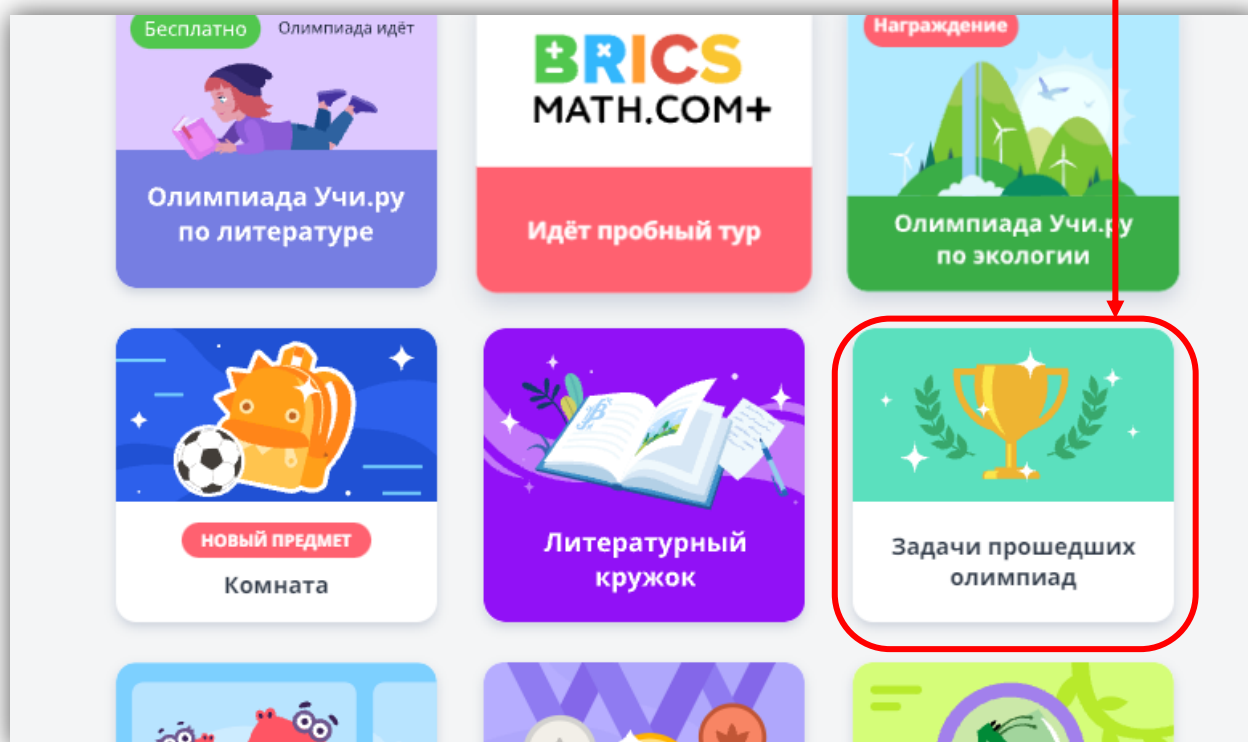 Бесплатно
Олимпиада идёт
Олимпиада Учи.ру
по литературе
BRICS
MATH.COM+
Идёт пробный тур
Награждение
Олимпиада Учи.ру
по экологии
НОВЫЙ ПРЕДМЕТ
Комната
Литературный
кружок
Задачи прошедших
олимпиад